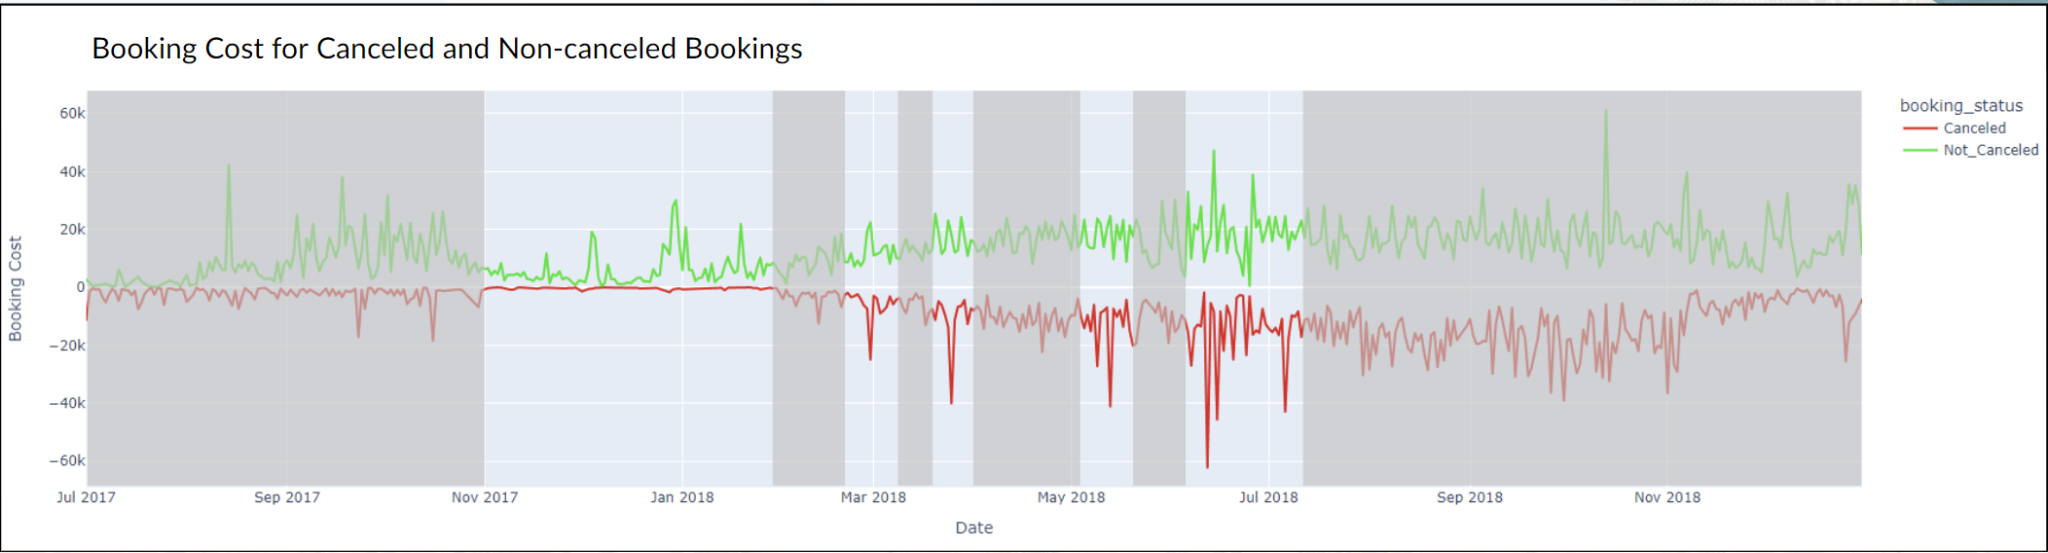 Booking Cost for Canceled and Non-canceled Bookings
60k
40k
20k
0
−20k
−40k
−60k
Booking Cost
Jul 2017 Sep 2017 Nov 2017 Jan 2018 Mar 2018 May 2018 Jul 2018 Sep 2018 Nov 2018
Date
booking_status
Canceled
Not_Canceled